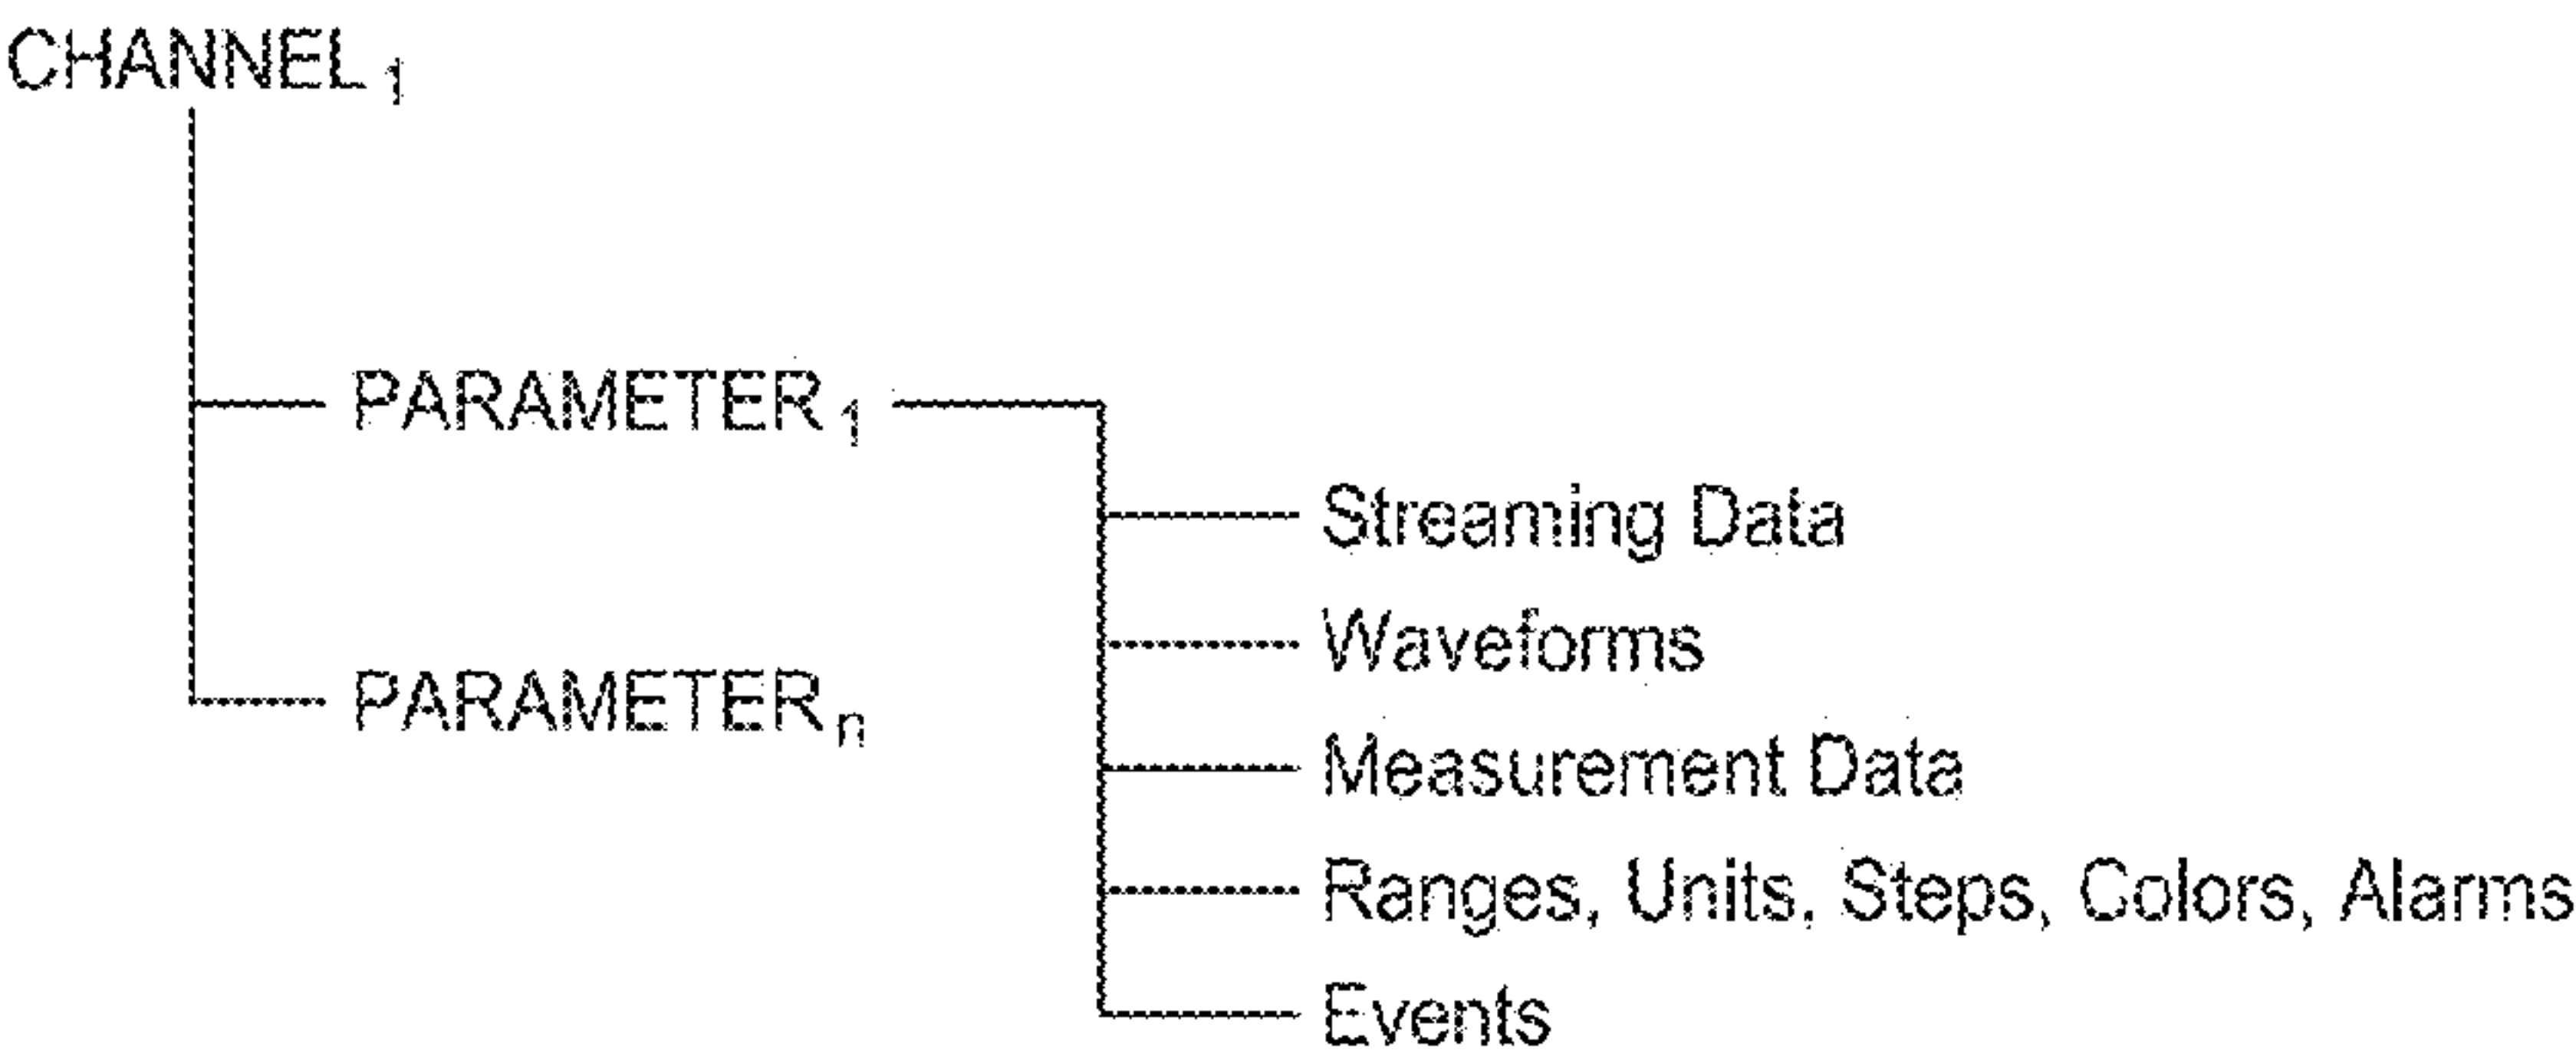 CHANNEL 1
PARAMETER 1
Streaming Data
Waveforms
PARAMETER n
Measurement Data
Ranges, Units, Steps, Colors, Alarms
Events